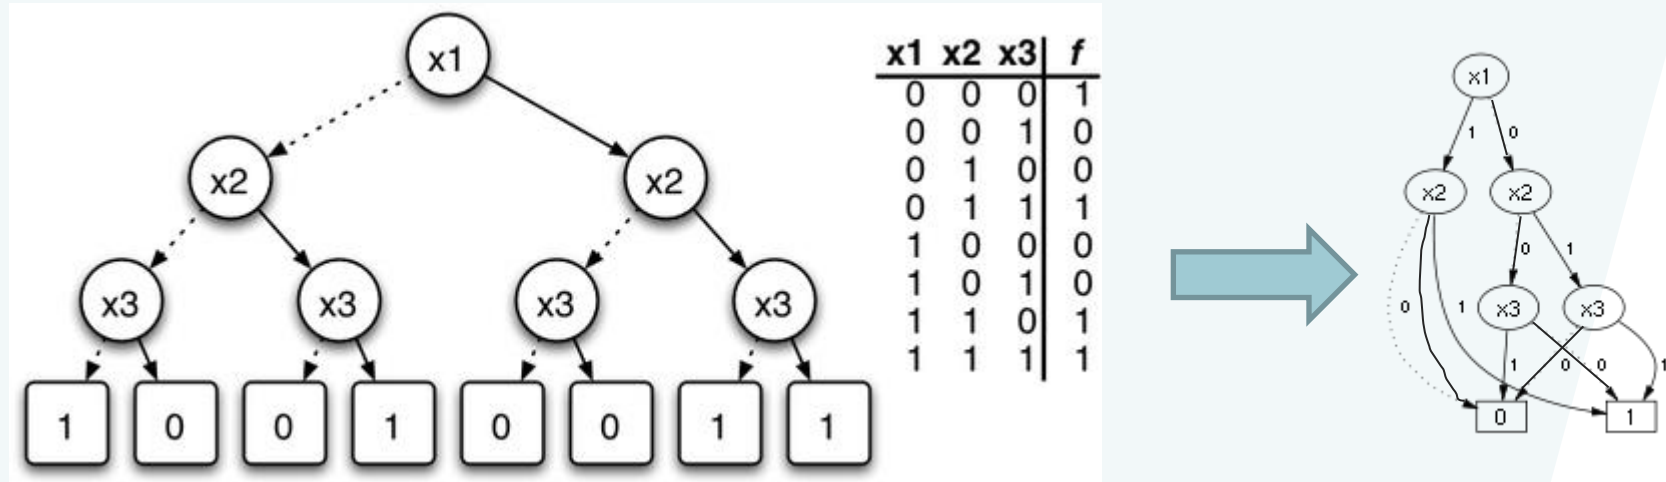 x1
x2 x2
x3 x3 x3 x3
1 0 0 1 0 0 1 1
x1 x2 x3 f
0 0 0 1
0 0 1 0
0 1 0 0
0 1 1 1
1 0 0 0
1 0 1 0
1 1 0 1
1 1 1 1
x1
1 0
x2 x2
0 1
0 1 x3 x3
1 0 0 1
0 1